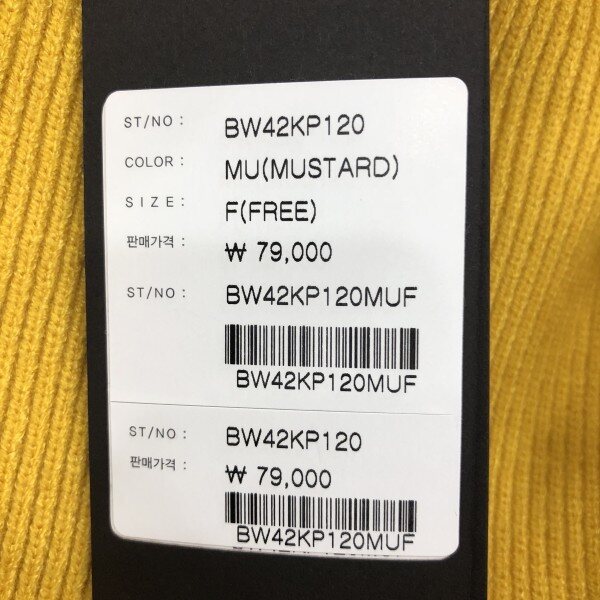 ST/NO : BW42KP120
COLOR : MU(MUSTARD)
SIZE : F(FREE)
판매가격 : ₩ 79,000
ST/NO : BW42KP120MUF
BW42KP120MUF
ST/NO : BW42KP120
판매가격 : ₩ 79,000
BW42KP120MUF